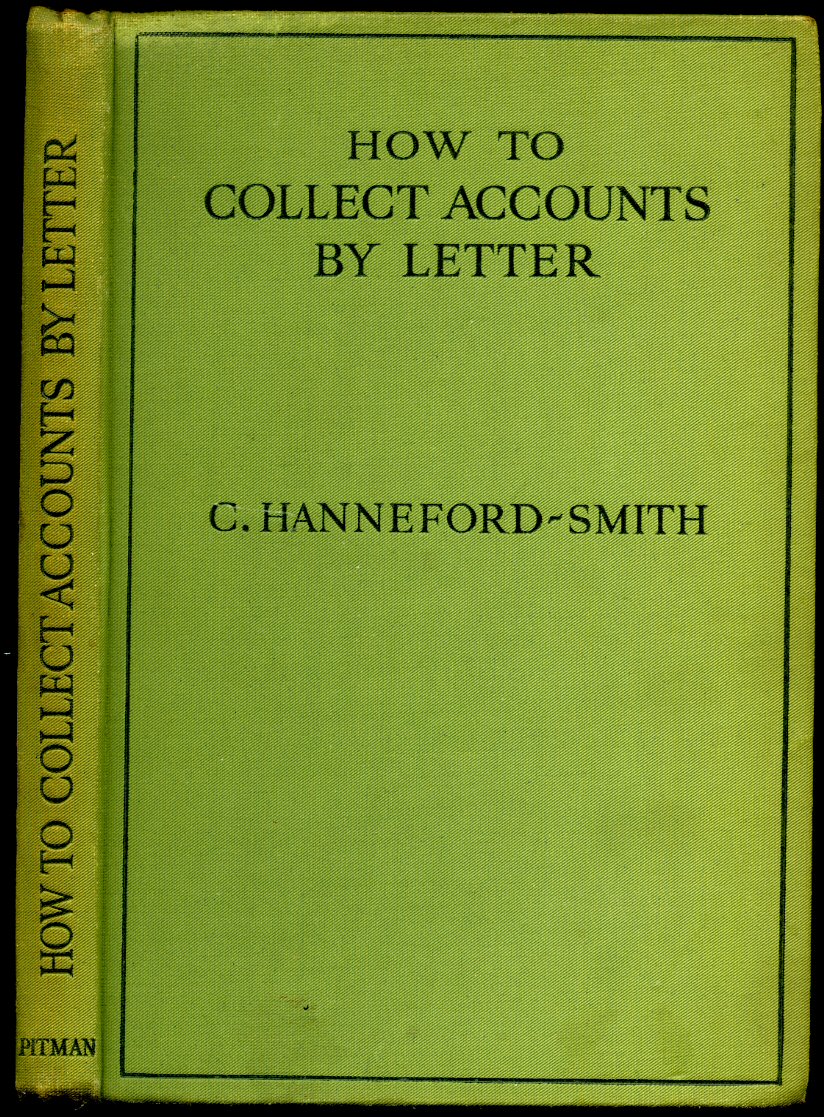 HOW TO
COLLECT ACCOUNTS
BY LETTER
C. HANNEFORD-SMITH
HOW TO COLLECT ACCOUNTS BY LETTER
PITMAN